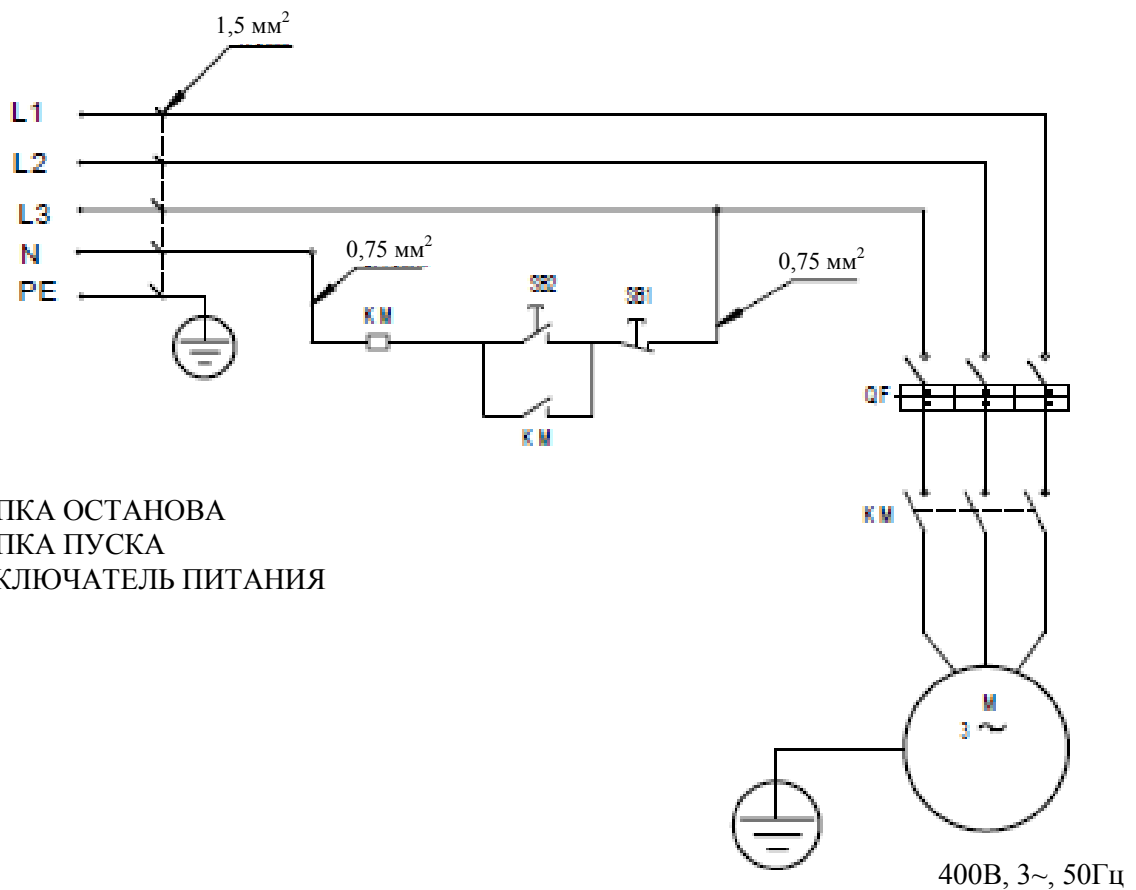 1,5 мм²
L1
L2
L3
N
PE
0,75 мм²
0,75 мм²
KM
SB2
SB1
KM
QF
KM
ПКА ОСТАНОВА
ПКА ПУСКА
КЛЮЧАТЕЛЬ ПИТАНИЯ
M
3 ~
400В, 3~, 50Гц